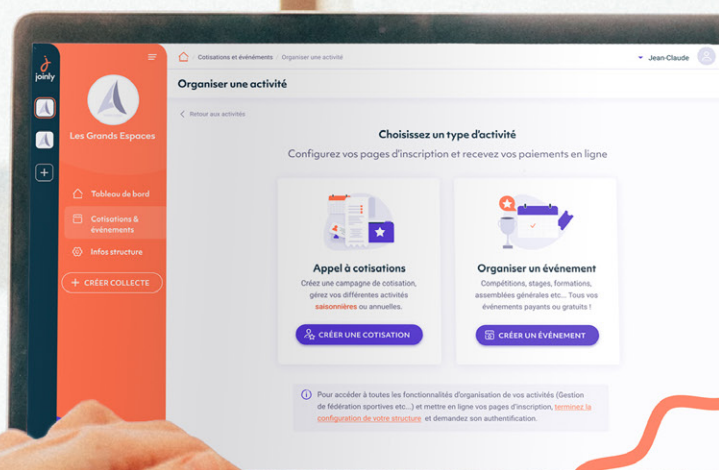 joinly
Cotisations et événements / Organiser une activité
Jean-Claude
Organiser une activité
Retour aux activités
Les Grands Espaces
Tableau de bord
Cotisations &
événements
Infos structure
+ CRÉER COLLECTE
Choisissez un type d'activité
Configurez vos pages d'inscription et recevez vos paiements en ligne
Appel à cotisations
Créez une campagne de cotisation,
gérez vos différentes activités
saisonnières ou annuelles.
CRÉER UNE COTISATION
Organiser un événement
Compétitions, stages, formations,
assemblées générales etc... Tous vos
événements payants ou gratuits !
CRÉER UN ÉVÉNEMENT
Pour accéder à toutes les fonctionnalités d'organisation de vos activités (Gestion
de fédération sportives etc...) et mettre en ligne vos pages d'inscription, terminez la
configuration de votre structure et demandez son authentification.